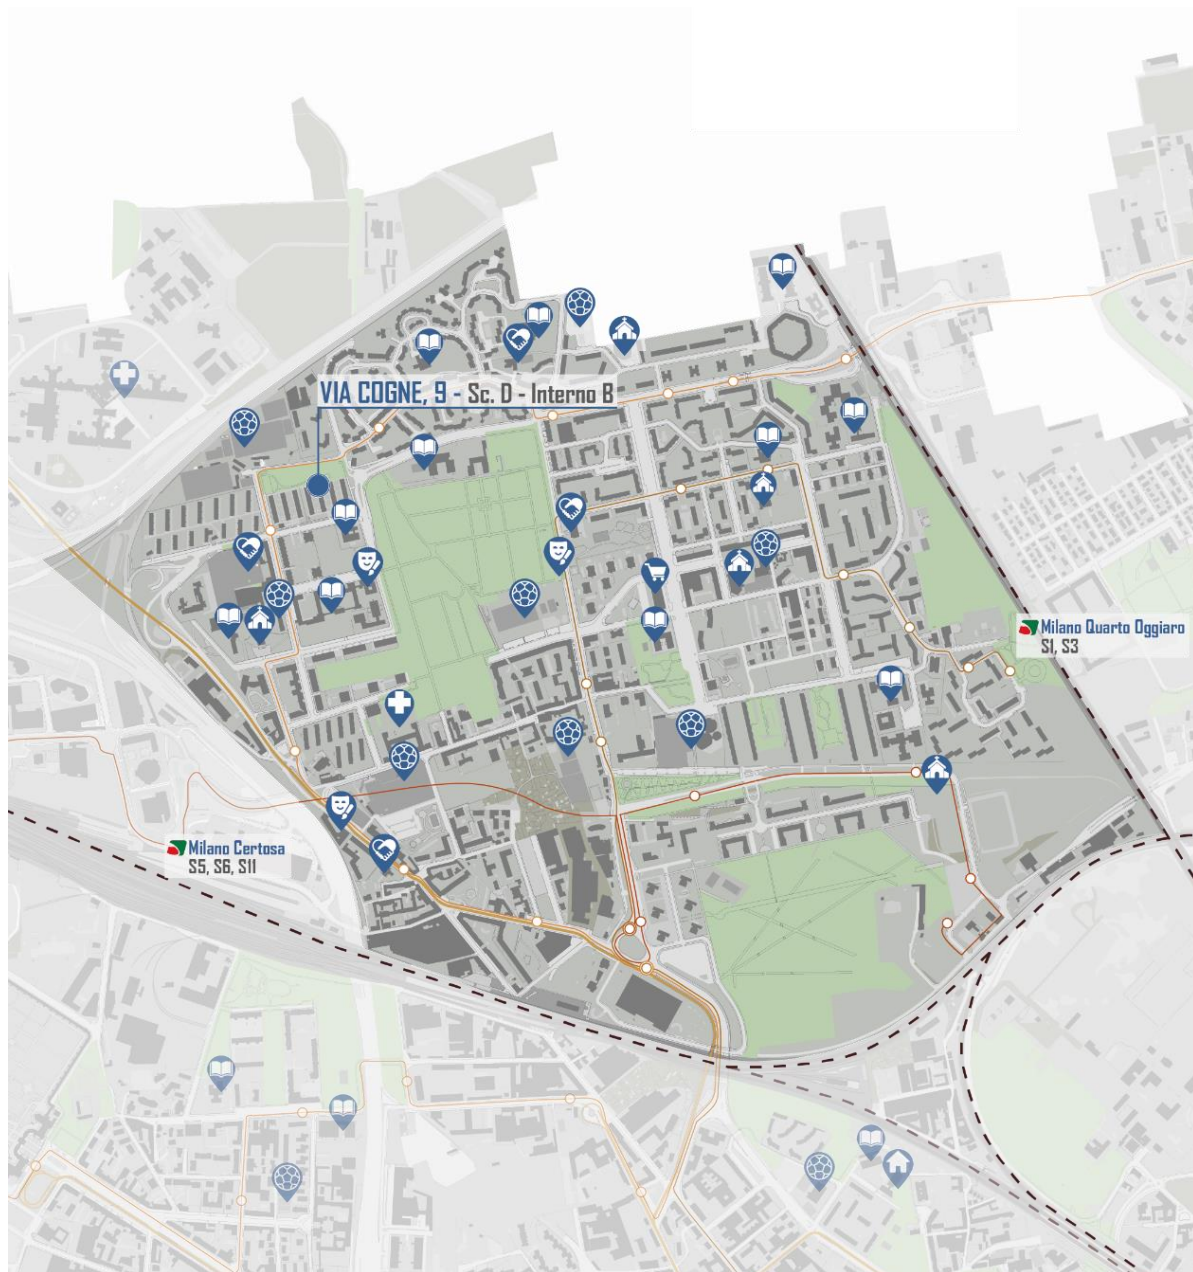 VIA COGNE, 9 - Sc. D - Interno B
Milano Quarto Oggiaro
S1, S3
Milano Certosa
S5, S6, S11